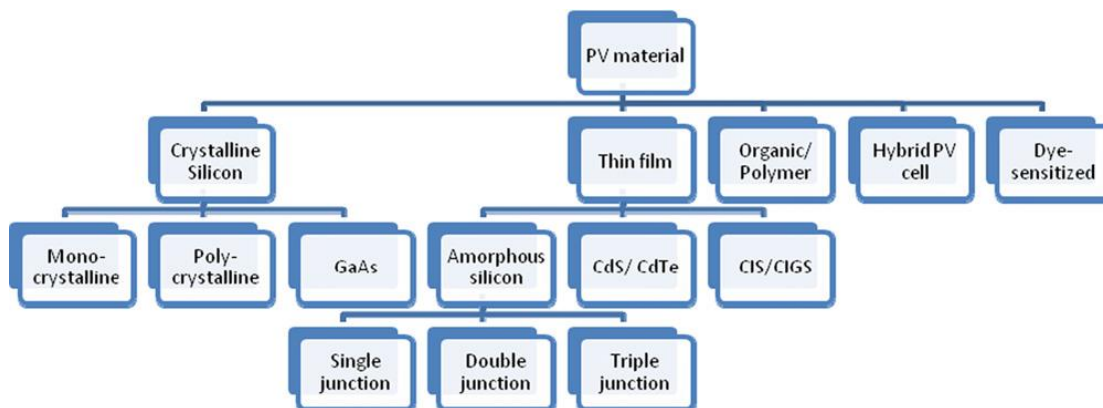 PV material
Crystalline
Silicon
Thin film
Organic/
Polymer
Hybrid PV
cell
Dye-
sensitized
Mono-
crystalline
Poly-
crystalline
GaAs
Amorphous
silicon
CdS/ CdTe
CIS/CIGS
Single
junction
Double
junction
Triple
junction